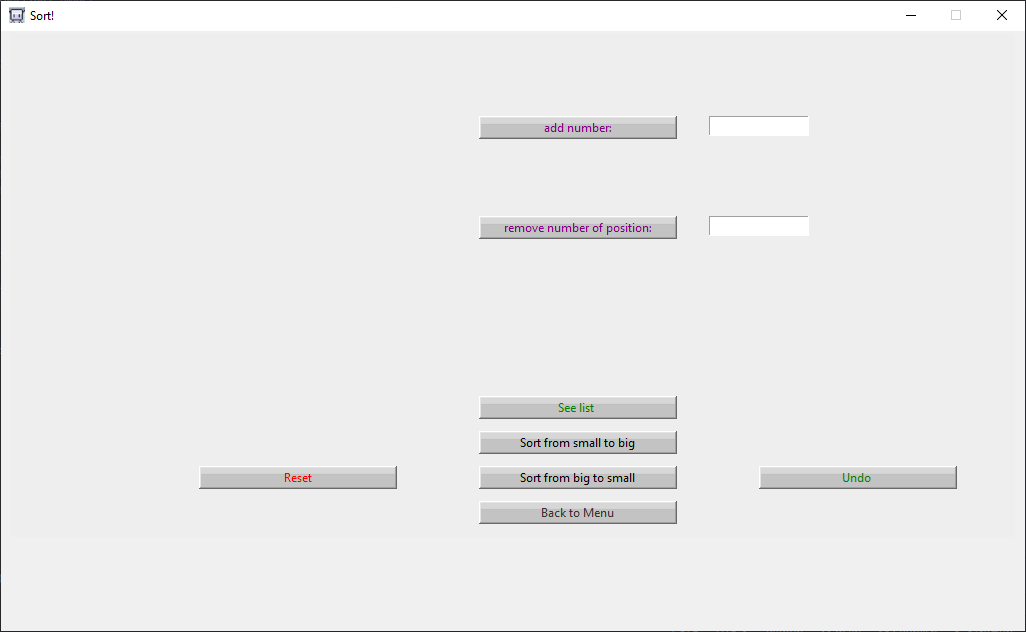 Sort!
add number:
remove number of position:
See list
Sort from small to big
Reset
Sort from big to small
Undo
Back to Menu